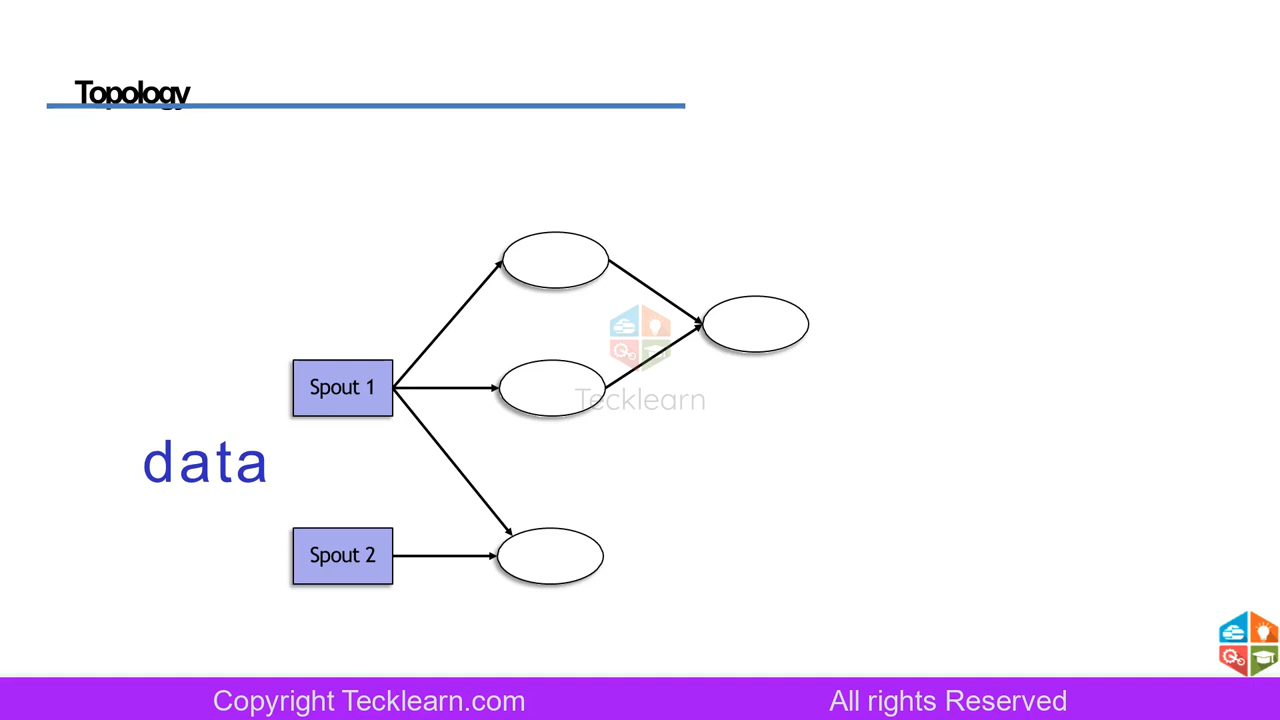 Topology
Spout 1
Tecklearn
data
Spout 2
Copyright Tecklearn.com
All rights Reserved